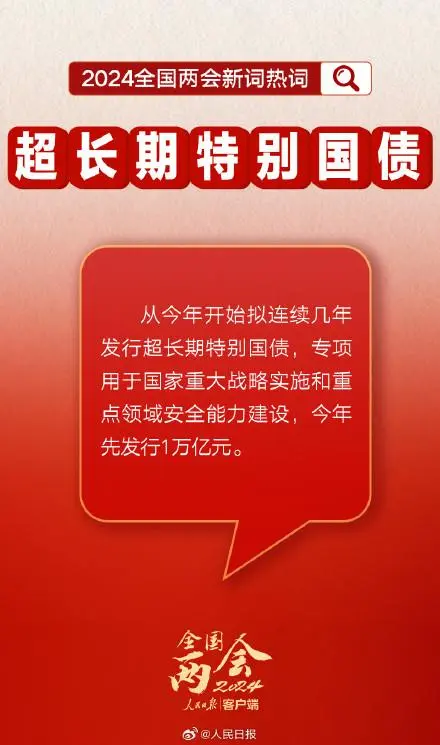 2024全国两会新词热词
超长期特别国债
从今年开始拟连续几年
发行超长期特别国债，专项
用于国家重大战略实施和重
点领域安全能力建设，今年
先发行1万亿元。
全国
两会
2024
人民日报 客户端
@人民日报